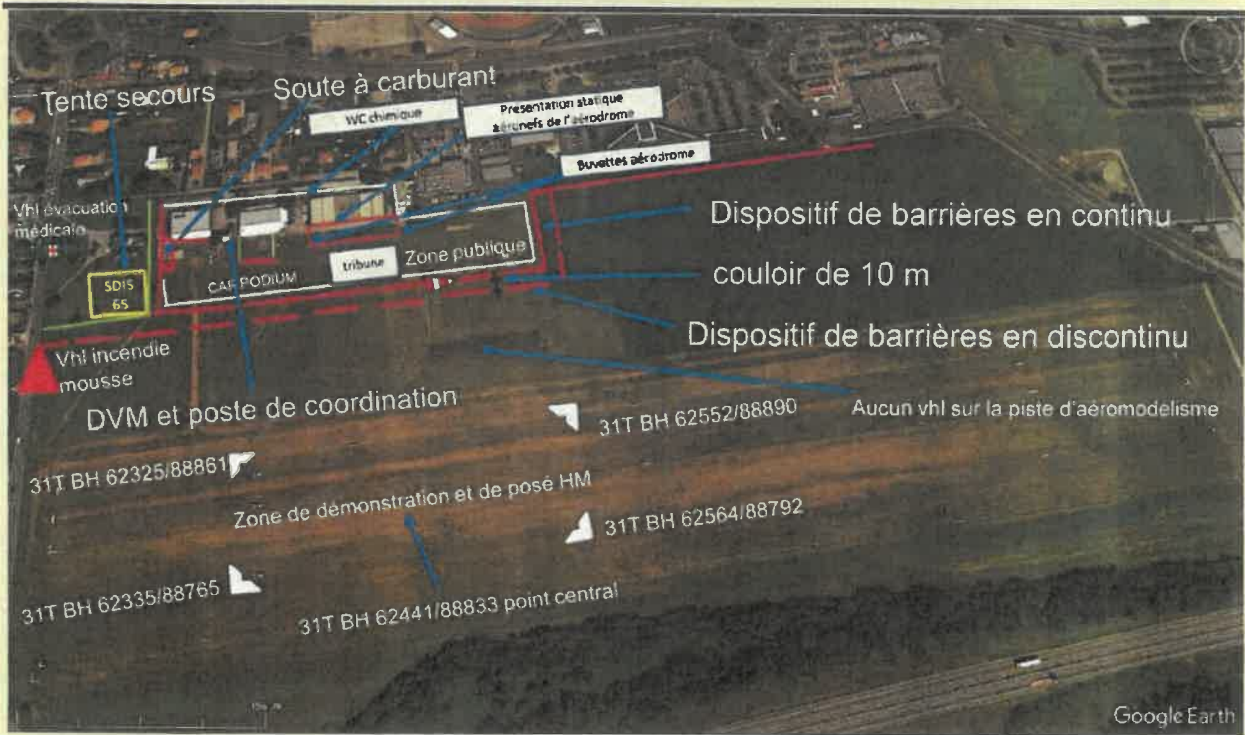 Tente secours
Soute à carburant
WC chimique
Presentation statique
aéronefs de l'aérodrome
Buvettes aérodrome
Vhl évacuation
médicale
SDIS
65
CAR PODIUM
tribune
Zone publique
Dispositif de barrières en continu
couloir de 10 m
Dispositif de barrières en discontinu
Vhl incendie
mousse
DVM et poste de coordination
Aucun vhl sur la piste d'aéromodelisme
31T BH 62552/88890
31T BH 62325/88861
Zone de démonstration et de posé HM
31T BH 62564/88792
31T BH 62335/88765
31T BH 62441/88833 point central
Google Earth